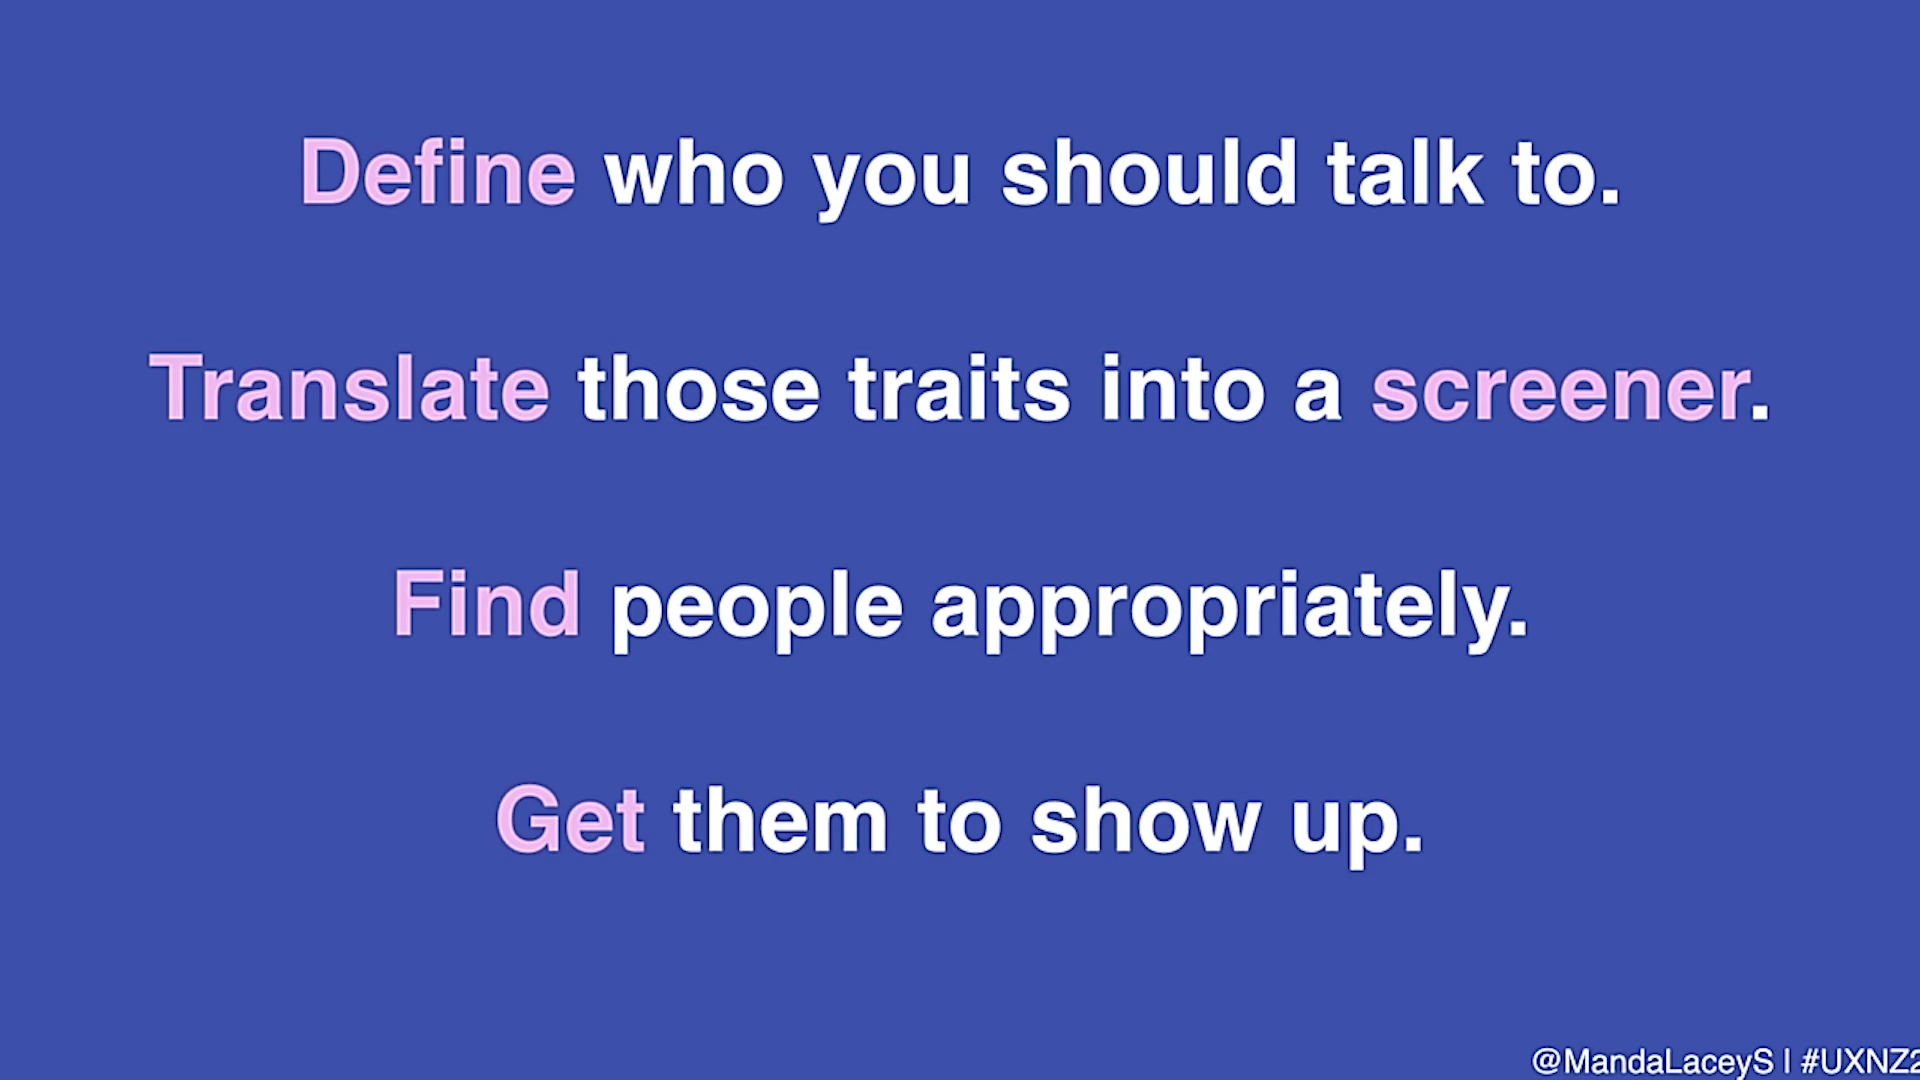 Define who you should talk to.
Translate those traits into a screener.
Find people appropriately.
Get them to show up.
@MandaLaceyS | #UXNZ2